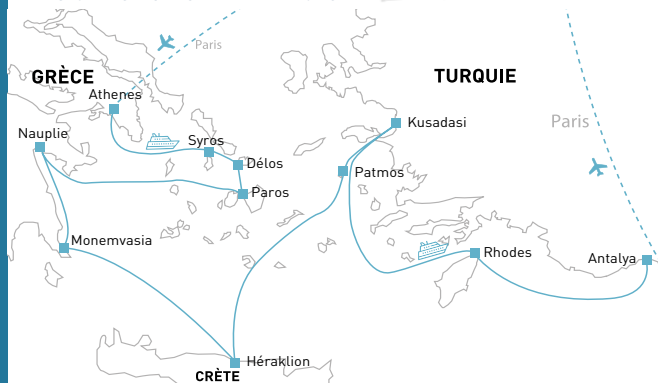 Paris
GRÈCE
TURQUIE
Athenes
Paris
Kusadasi
Nauplie
Syros
Délos
Patmos
Paros
Monemvasia
Rhodes
Antalya
Héraklion
CRÈTE